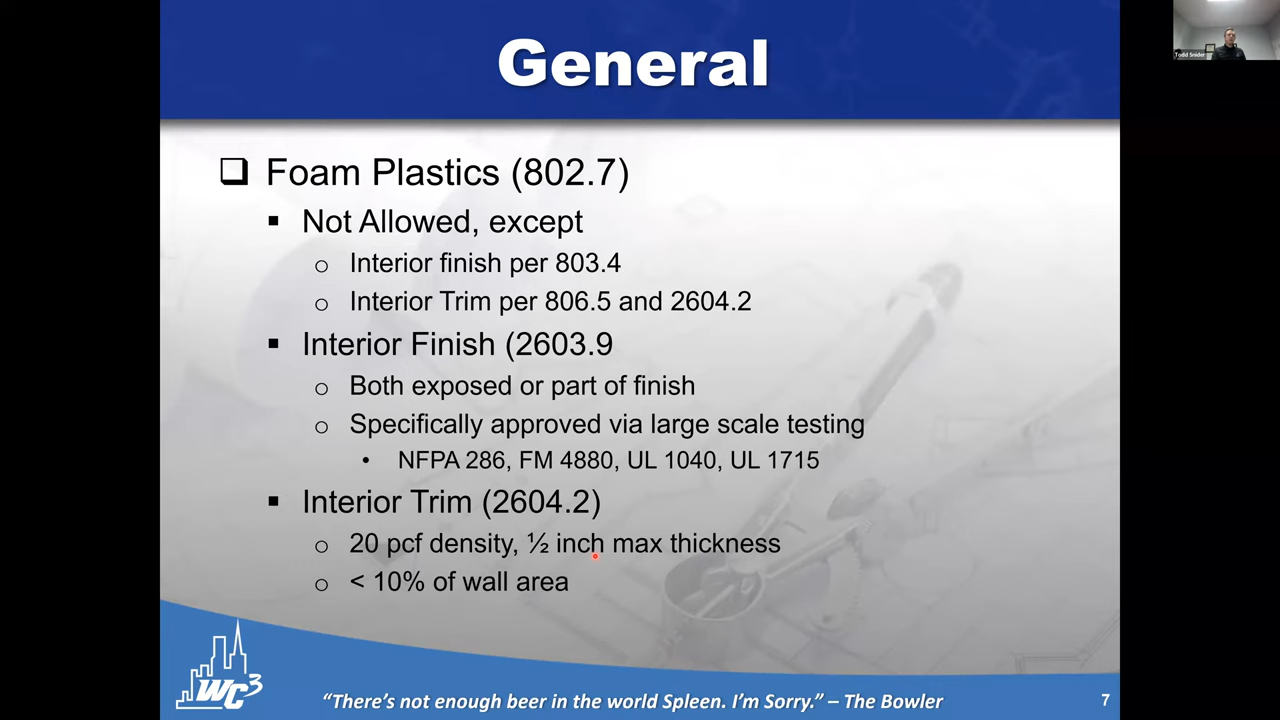 General
Todd Snider
❑ Foam Plastics (802.7)
▪ Not Allowed, except
o Interior finish per 803.4
o Interior Trim per 806.5 and 2604.2
▪ Interior Finish (2603.9
o Both exposed or part of finish
o Specifically approved via large scale testing
• NFPA 286, FM 4880, UL 1040, UL 1715
▪ Interior Trim (2604.2)
o 20 pcf density, ½ inch max thickness
o < 10% of wall area
WC3
“There’s not enough beer in the world Spleen. I’m Sorry.” – The Bowler
7